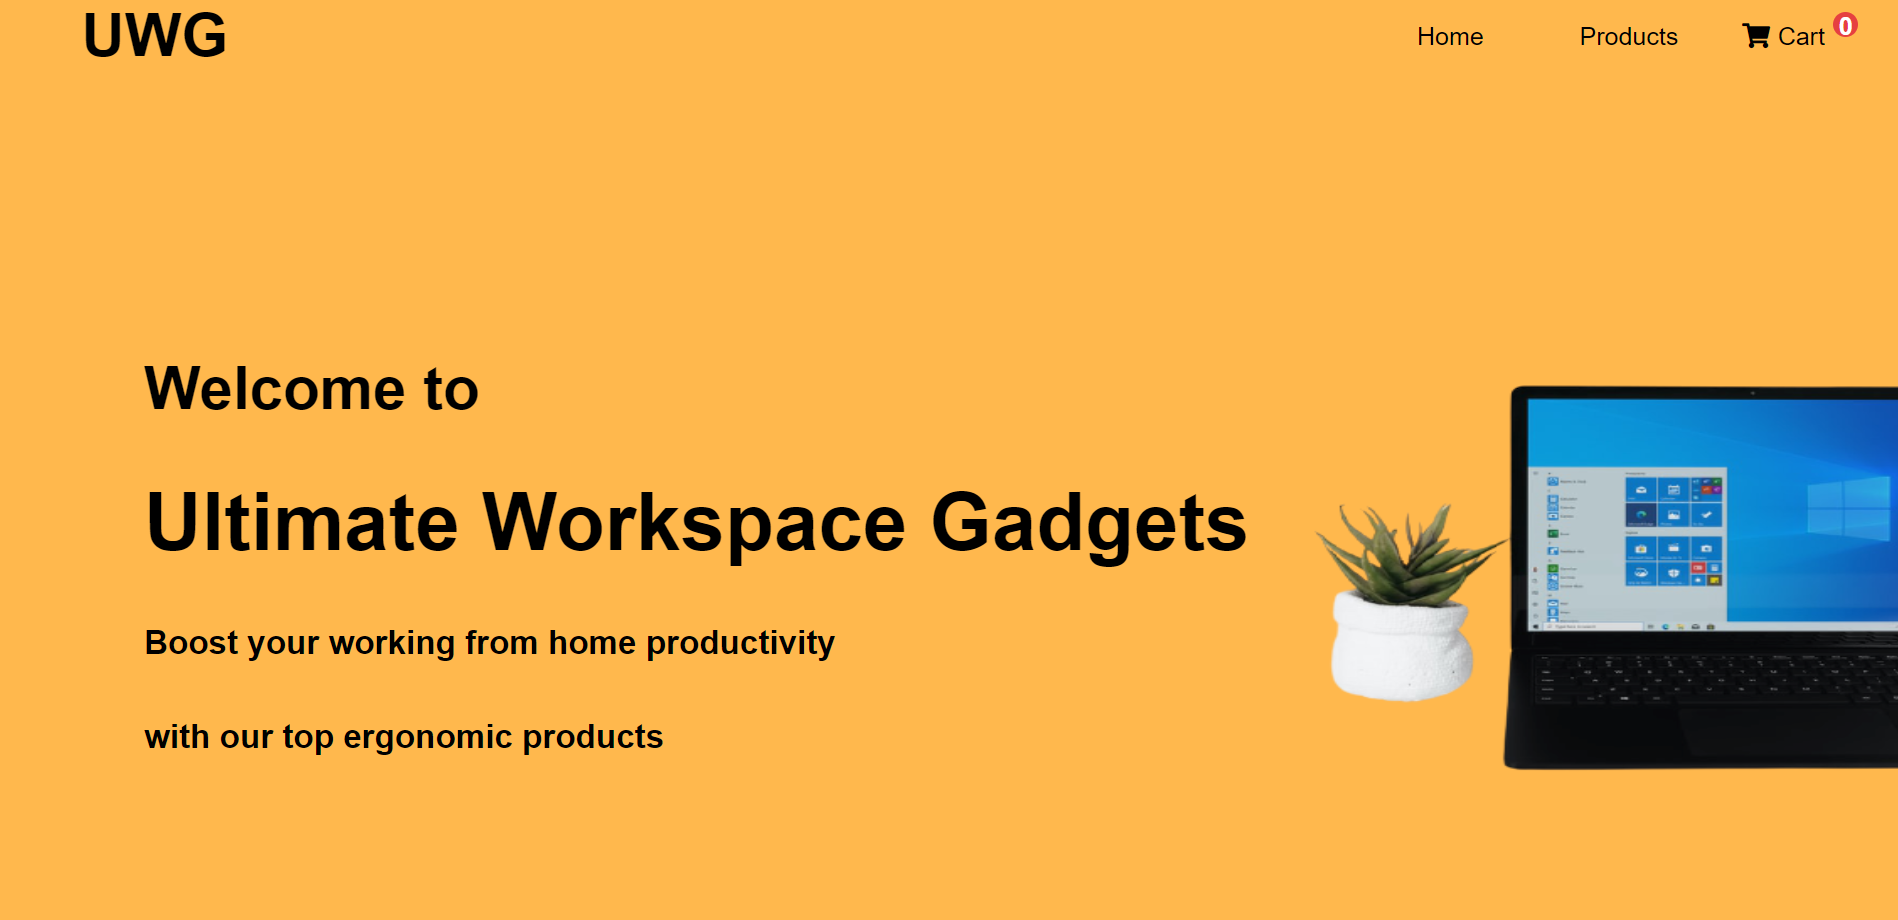 UWG
Home
Products
Cart
0
Welcome to
Ultimate Workspace Gadgets
Boost your working from home productivity
with our top ergonomic products